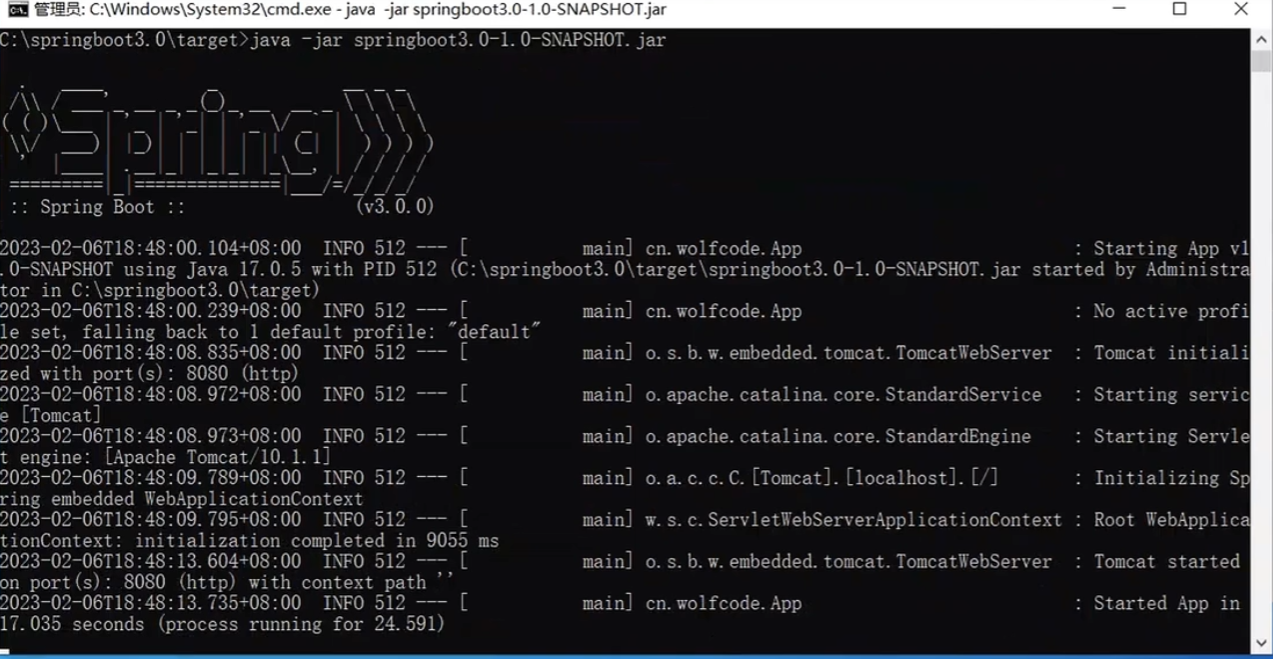 管理员: C:\Windows\System32\cmd.exe - java  -jar springboot3.0-1.0-SNAPSHOT.jar
C:\springboot3.0\target>java -jar springboot3.0-1.0-SNAPSHOT.jar
Spring
:: Spring Boot ::                (v3.0.0)
2023-02-06T18:48:00.104+08:00  INFO 512 --- [           main] cn.wolfcode.App                          : Starting App v1
.0-SNAPSHOT using Java 17.0.5 with PID 512 (C:\springboot3.0\target\springboot3.0-1.0-SNAPSHOT.jar started by Administra
tor in C:\springboot3.0\target)
2023-02-06T18:48:00.239+08:00  INFO 512 --- [           main] cn.wolfcode.App                          : No active profi
le set, falling back to 1 default profile: "default"
2023-02-06T18:48:08.835+08:00  INFO 512 --- [           main] o.s.b.w.embedded.tomcat.TomcatWebServer  : Tomcat initiali
zed with port(s): 8080 (http)
2023-02-06T18:48:08.972+08:00  INFO 512 --- [           main] o.apache.catalina.core.StandardService   : Starting servic
e [Tomcat]
2023-02-06T18:48:08.973+08:00  INFO 512 --- [           main] o.apache.catalina.core.StandardEngine    : Starting Servle
t engine: [Apache Tomcat/10.1.1]
2023-02-06T18:48:09.789+08:00  INFO 512 --- [           main] o.a.c.c.C.[Tomcat].[localhost].[/]       : Initializing Sp
ring embedded WebApplicationContext
2023-02-06T18:48:09.795+08:00  INFO 512 --- [           main] w.s.c.ServletWebServerApplicationContext : Root WebApplica
tionContext: initialization completed in 9055 ms
2023-02-06T18:48:13.604+08:00  INFO 512 --- [           main] o.s.b.w.embedded.tomcat.TomcatWebServer  : Tomcat started 
on port(s): 8080 (http) with context path ''
2023-02-06T18:48:13.735+08:00  INFO 512 --- [           main] cn.wolfcode.App                          : Started App in 
17.035 seconds (process running for 24.591)